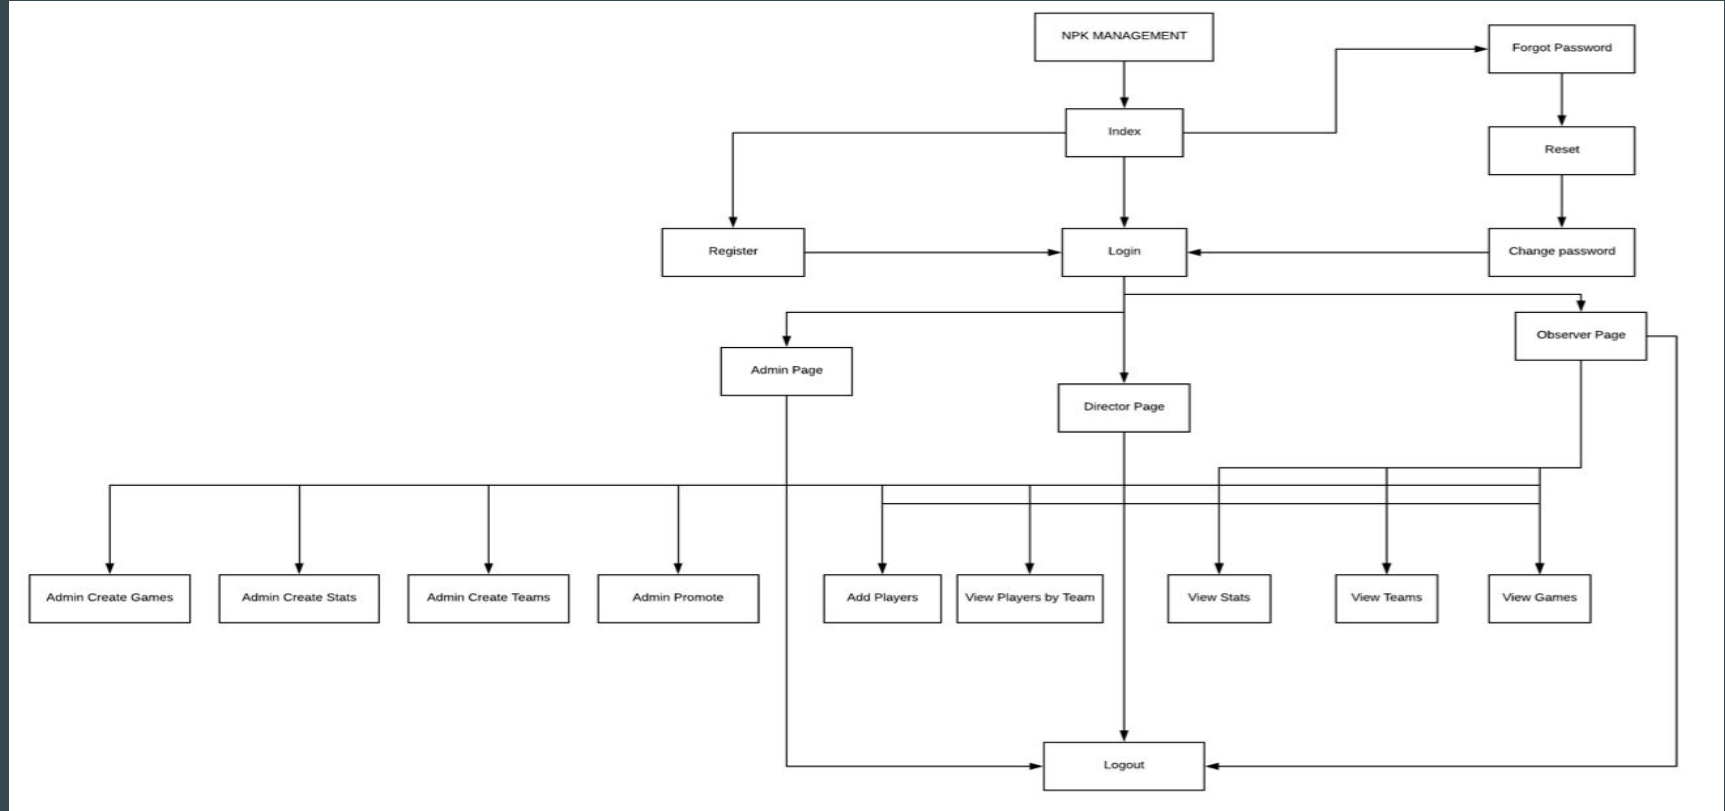 NPK MANAGEMENT
Forgot Password
Index
Reset
Register
Login
Change password
Observer Page
Admin Page
Director Page
Admin Create Games
Admin Create Stats
Admin Create Teams
Admin Promote
Add Players
View Players by Team
View Stats
View Teams
View Games
Logout